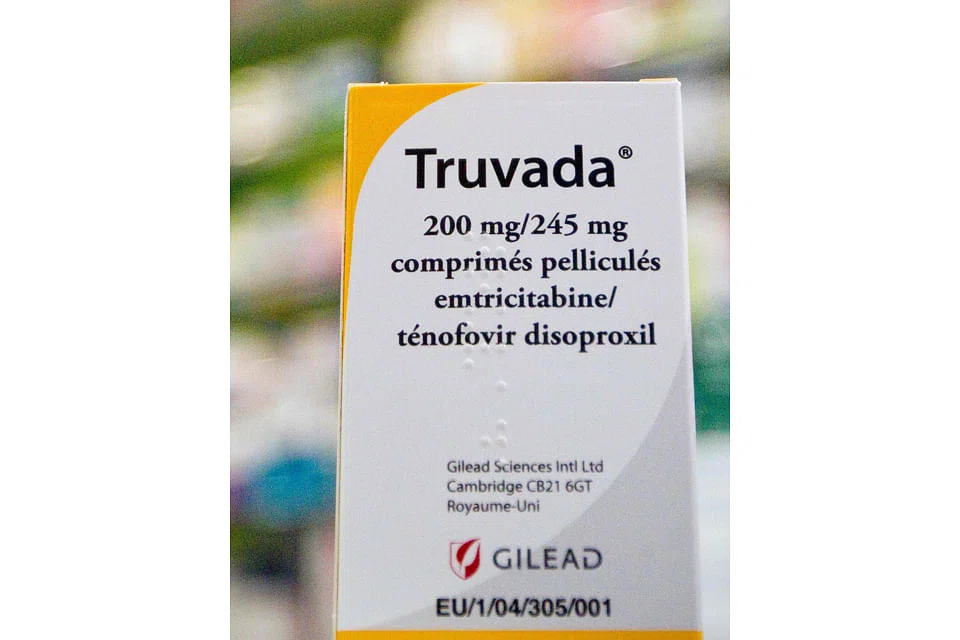 Truvada®
200 mg/245 mg
comprimés pelliculés
emtricitabine/
ténofovir disoproxil
Gilead Sciences Intl Ltd
Cambridge CB21 6GT
Royaume-Uni
GILEAD
EU/1/04/305/001